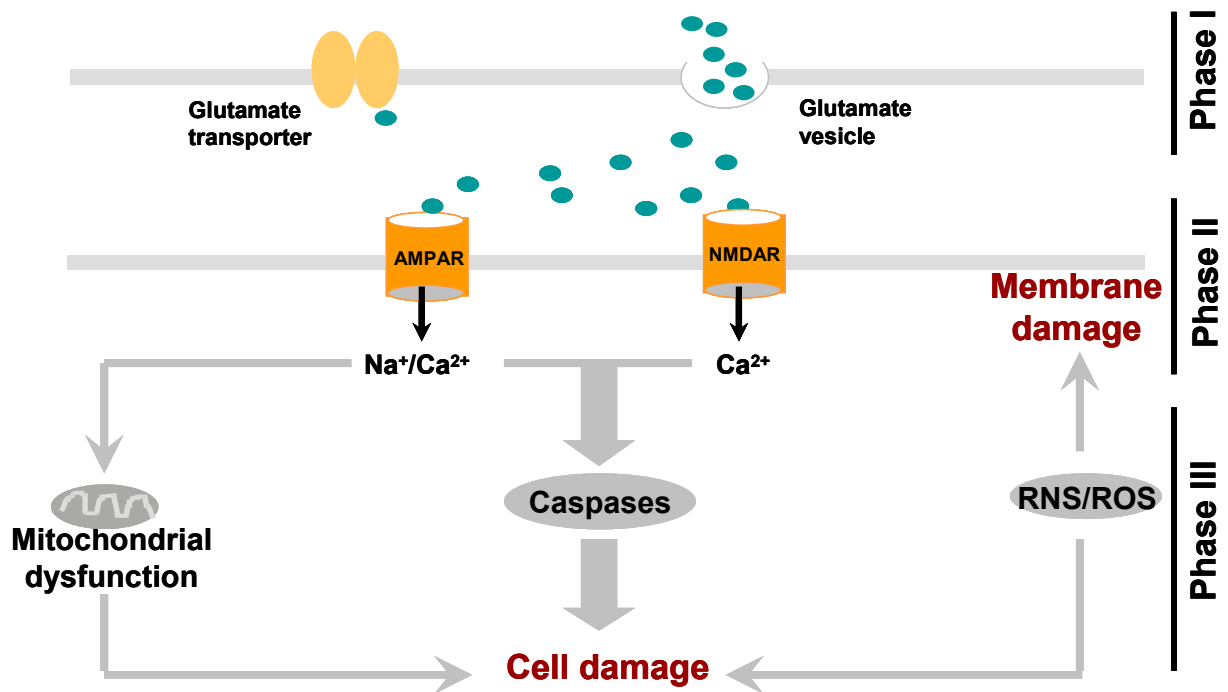 Phase I
Glutamate
transporter
Glutamate
vesicle
Phase II
AMPAR
NMDAR
Membrane
damage
Na⁺/Ca²⁺
Ca²⁺
Phase III
Caspases
RNS/ROS
Mitochondrial
dysfunction
Cell damage